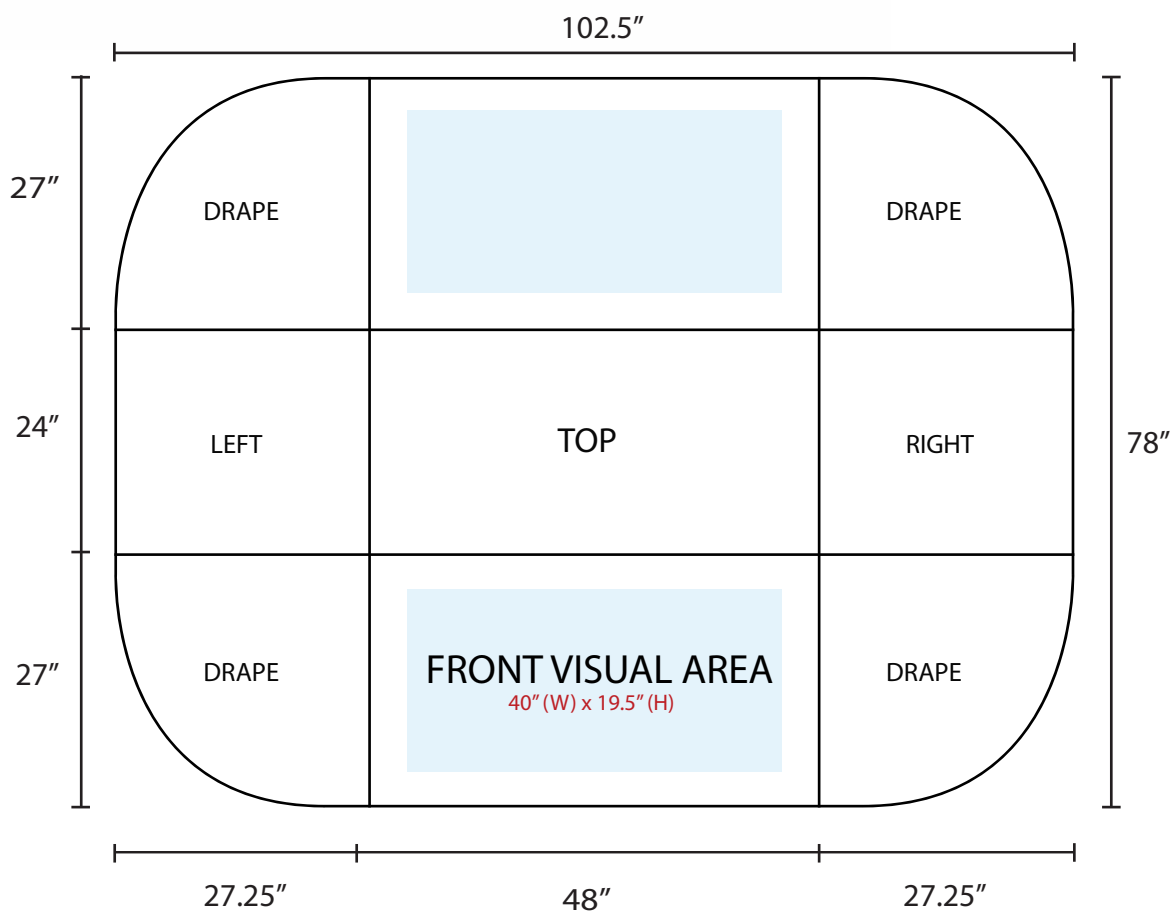 102.5”
27”
DRAPE
DRAPE
24”
LEFT
TOP
RIGHT
78”
27”
DRAPE
FRONT VISUAL AREA
40” (W) x 19.5” (H)
DRAPE
27.25”
48”
27.25”